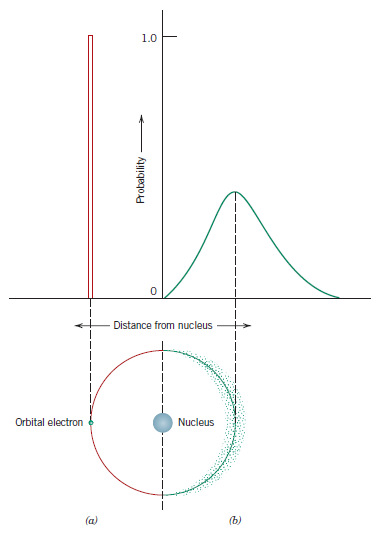 1.0
Probability
0
Distance from nucleus
Orbital electron
Nucleus
(a)
(b)